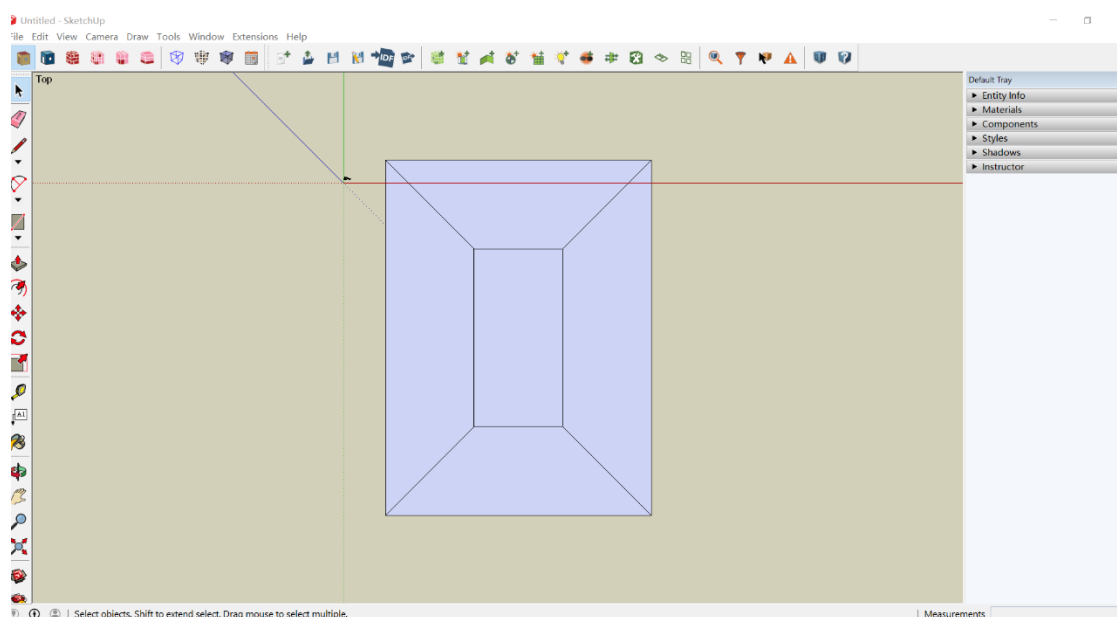 Untitled - SketchUp
File Edit View Camera Draw Tools Window Extensions Help
IDF
Top
Default Tray
Entity Info
Materials
Components
Styles
Shadows
Instructor
A1
Select objects. Shift to extend select. Drag mouse to select multiple.
Measurements